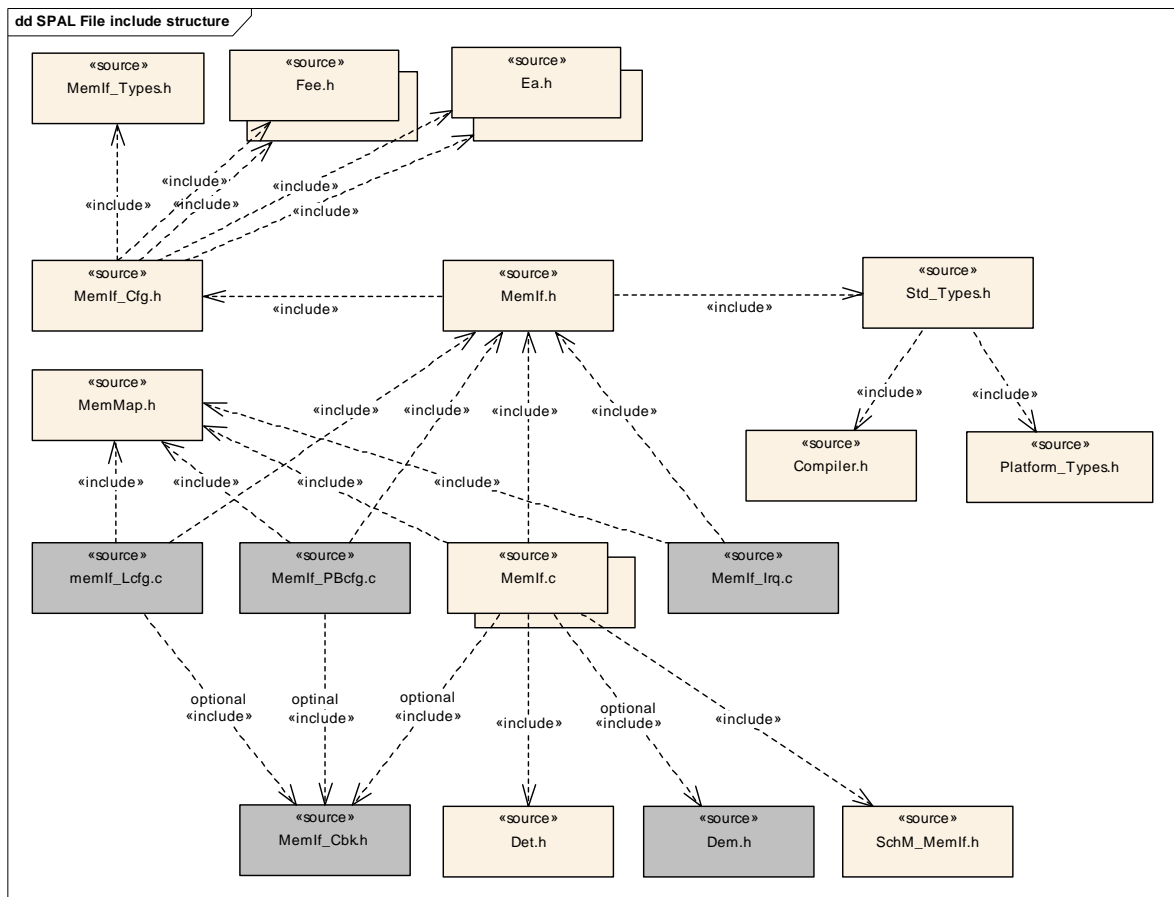 dd SPAL File include structure
«source»
MemIf_Types.h
«source»
Fee.h
«source»
Ea.h
«include»
«include»
«include»
«include»
«include»
«source»
MemIf_Cfg.h
«source»
MemIf.h
«source»
Std_Types.h
«include»
«include»
«source»
MemMap.h
«include»
«include»
«include»
«include»
«include»
«include»
«source»
Compiler.h
«source»
Platform_Types.h
«include»
«include»
«include»
«include»
«source»
memIf_Lcfg.c
«source»
MemIf_PBcfg.c
«source»
MemIf.c
«source»
MemIf_Irq.c
optional
«include»
optinal
«include»
optional
«include»
«include»
optional
«include»
«include»
«source»
MemIf_Cbk.h
«source»
Det.h
«source»
Dem.h
«source»
SchM_MemIf.h